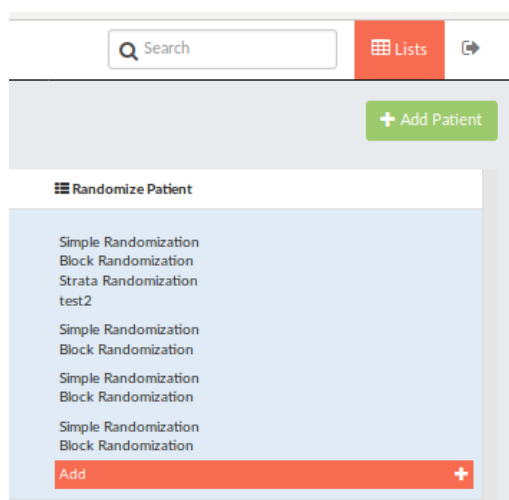 Search
Lists
Add Patient
Randomize Patient
Simple Randomization
Block Randomization
Strata Randomization
test2
Simple Randomization
Block Randomization
Simple Randomization
Block Randomization
Simple Randomization
Block Randomization
Add